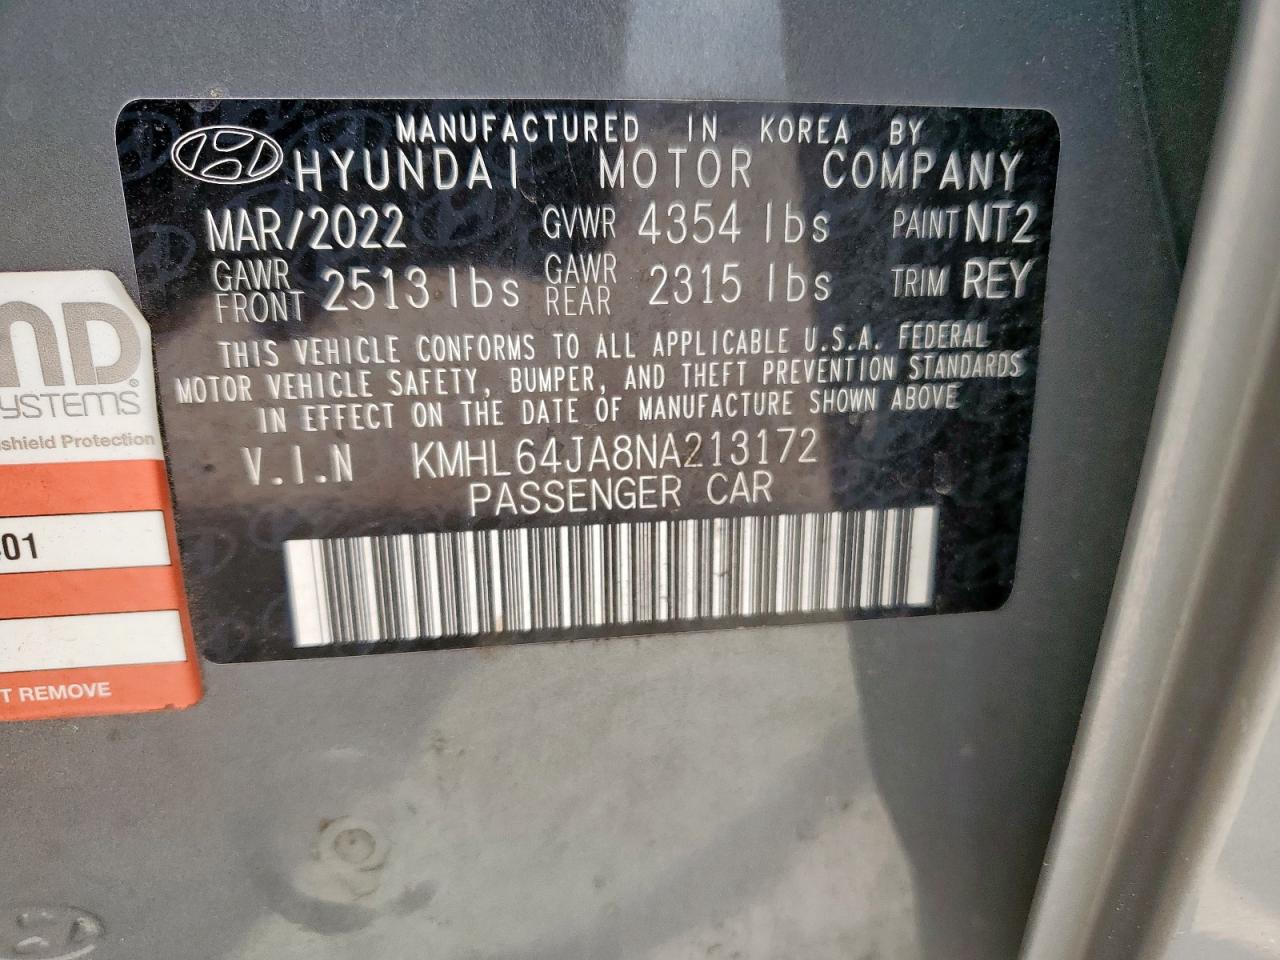 MANUFACTURED IN KOREA BY
HYUNDAI MOTOR COMPANY
MAR/2022 GVWR 4354 lbs PAINT NT2
GAWR FRONT 2513 lbs GAWR REAR 2315 lbs TRIM REY
THIS VEHICLE CONFORMS TO ALL APPLICABLE U.S.A. FEDERAL
MOTOR VEHICLE SAFETY, BUMPER, AND THEFT PREVENTION STANDARDS
IN EFFECT ON THE DATE OF MANUFACTURE SHOWN ABOVE
V.I.N KMHL64JA8NA213172
PASSENGER CAR
ND
YSTEMS
shield Protection
01
T REMOVE